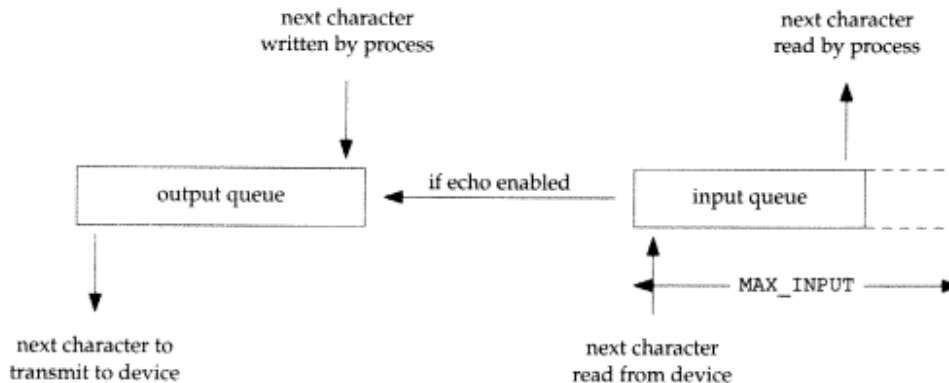 next character
written by process
next character
read by process
output queue
if echo enabled
input queue
MAX_INPUT
next character to
transmit to device
next character
read from device